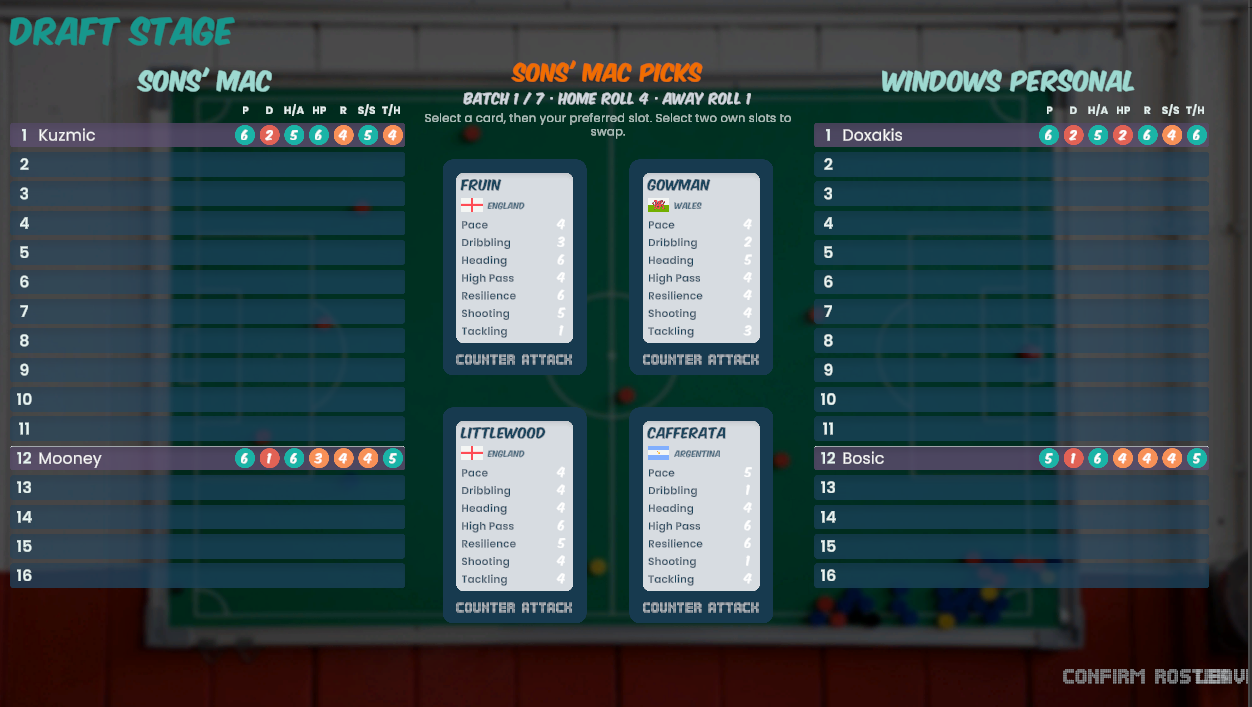 DRAFT STAGE
SONS' MAC
P D H/A HP R S/S T/H
1 Kuzmic 6 2 5 6 4 5 4
2
3
4
5
6
7
8
9
10
11
12 Mooney 6 1 6 3 4 4 5
13
14
15
16
SONS' MAC PICKS
BATCH 1 / 7 · HOME ROLL 4 · AWAY ROLL 1
Select a card, then your preferred slot. Select two own slots to
swap.
FRUIN
ENGLAND
Pace 4
Dribbling 3
Heading 6
High Pass 4
Resilience 6
Shooting 5
Tackling 1
COUNTER ATTACK
GOWMAN
WALES
Pace 4
Dribbling 2
Heading 5
High Pass 4
Resilience 4
Shooting 4
Tackling 3
COUNTER ATTACK
LITTLEWOOD
ENGLAND
Pace 4
Dribbling 4
Heading 4
High Pass 6
Resilience 5
Shooting 4
Tackling 4
COUNTER ATTACK
CAFFERATA
ARGENTINA
Pace 5
Dribbling 1
Heading 4
High Pass 6
Resilience 6
Shooting 1
Tackling 4
COUNTER ATTACK
WINDOWS PERSONAL
P D H/A HP R S/S T/H
1 Doxakis 6 2 5 2 6 4 6
2
3
4
5
6
7
8
9
10
11
12 Bosic 5 1 6 4 4 4 5
13
14
15
16
CONFIRM